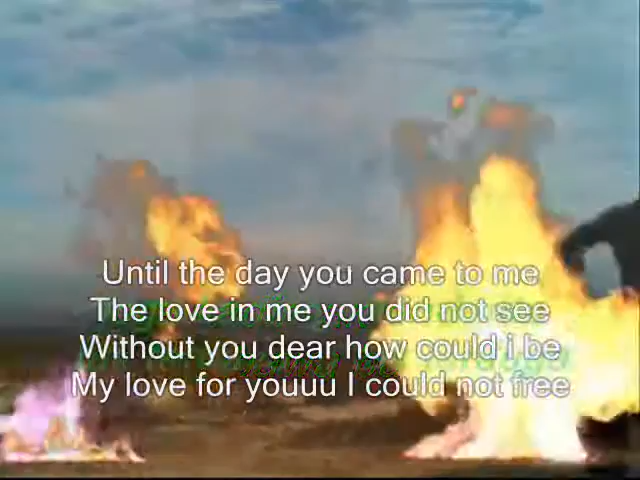 Until the day you came to me
The love in me you did not see
Without you dear how could i be
My love for youuu I could not free